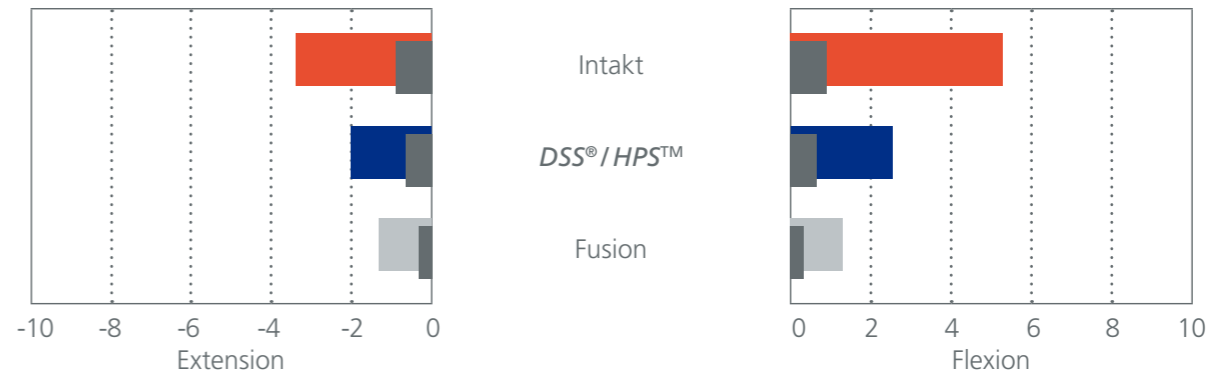 Intakt
DSS® / HPS™
Fusion
-10 -8 -6 -4 -2 0
Extension
0 2 4 6 8 10
Flexion